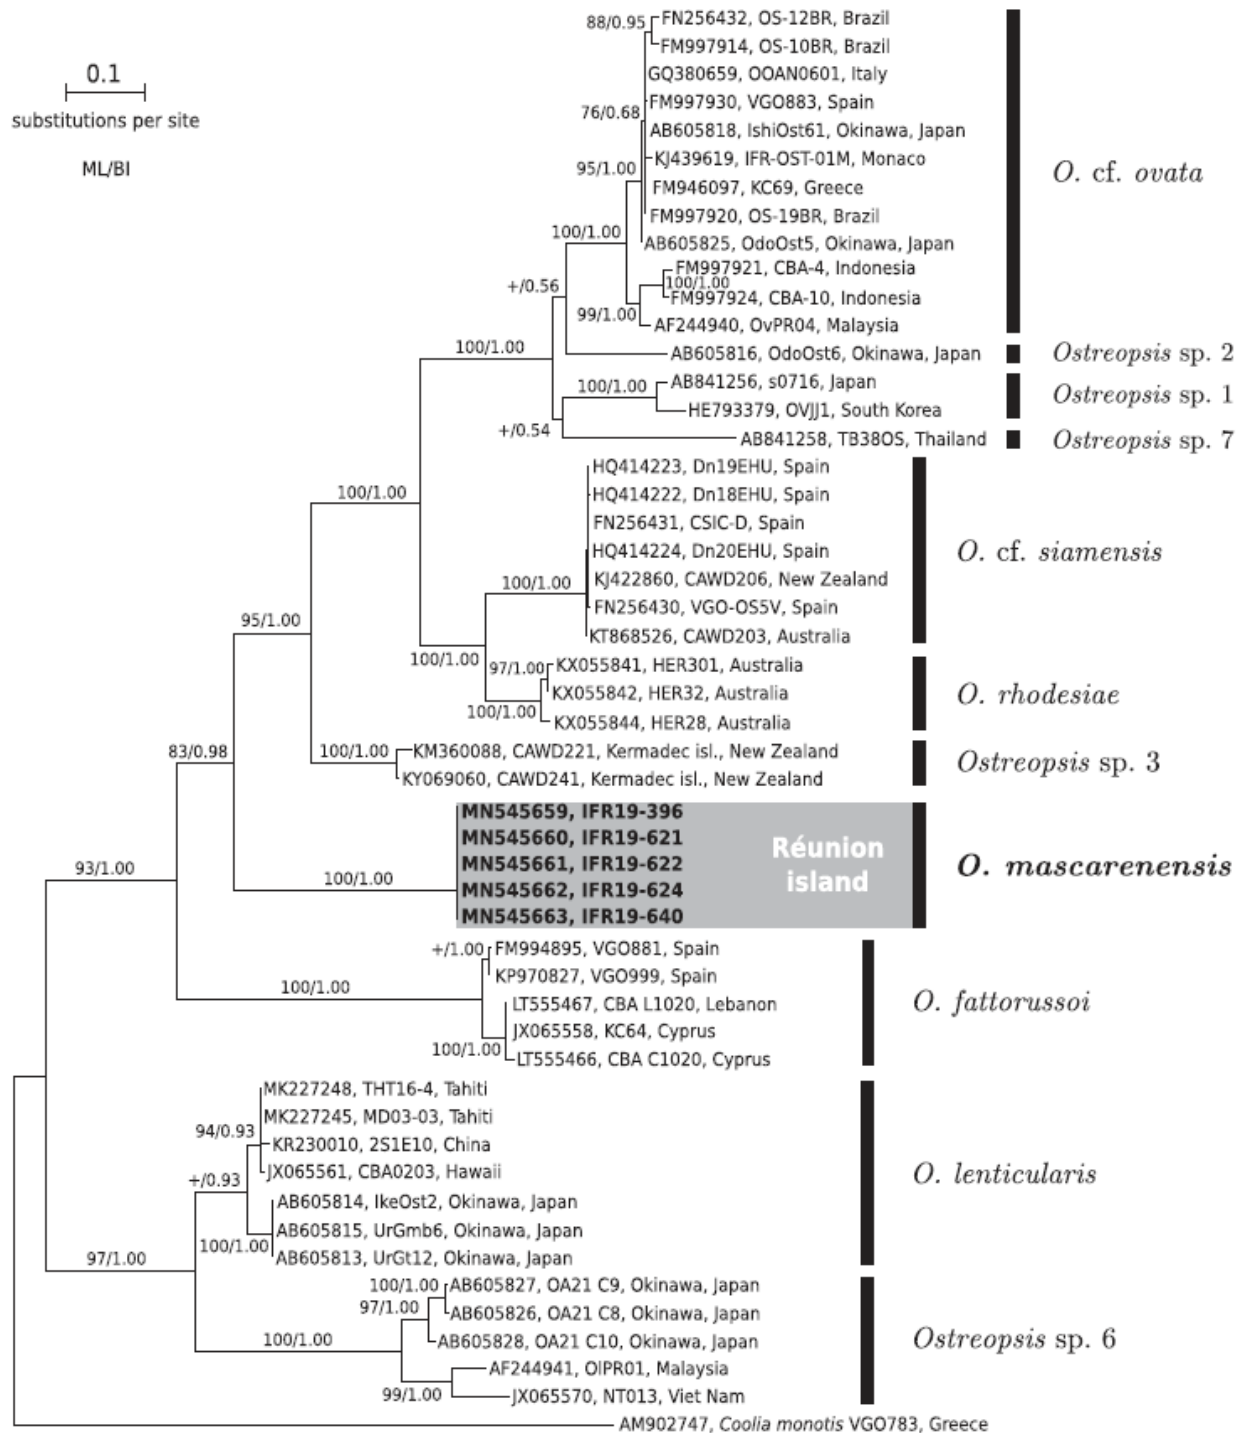 88/0.95
FN256432, OS-12BR, Brazil
FM997914, OS-10BR, Brazil
0.1
substitutions per site
ML/BI
GQ380659, OOAN0601, Italy
FM997930, VGO883, Spain
76/0.68
AB605818, IshiOst61, Okinawa, Japan
KJ439619, IFR-OST-01M, Monaco
95/1.00
O. cf. ovata
FM946097, KC69, Greece
FM997920, OS-19BR, Brazil
100/1.00
AB605825, OdoOst5, Okinawa, Japan
FM997921, CBA-4, Indonesia
100/1.00
+/0.56
FM997924, CBA-10, Indonesia
99/1.00
AF244940, OvPR04, Malaysia
100/1.00
AB605816, OdoOst6, Okinawa, Japan
Ostreopsis sp. 2
100/1.00
AB841256, s0716, Japan
Ostreopsis sp. 1
HE793379, OVJJ1, South Korea
+/0.54
AB841258, TB38OS, Thailand
Ostreopsis sp. 7
HQ414223, Dn19EHU, Spain
100/1.00
HQ414222, Dn18EHU, Spain
FN256431, CSIC-D, Spain
HQ414224, Dn20EHU, Spain
O. cf. siamensis
100/1.00
KJ422860, CAWD206, New Zealand
FN256430, VGO-OS5V, Spain
95/1.00
KT868526, CAWD203, Australia
100/1.00
97/1.00
KX055841, HER301, Australia
KX055842, HER32, Australia
O. rhodesiae
100/1.00
KX055844, HER28, Australia
83/0.98
100/1.00
KM360088, CAWD221, Kermadec isl., New Zealand
Ostreopsis sp. 3
KY069060, CAWD241, Kermadec isl., New Zealand
MN545659, IFR19-396
MN545660, IFR19-621
Réunion
93/1.00
MN545661, IFR19-622
O. mascarenensis
100/1.00
island
MN545662, IFR19-624
MN545663, IFR19-640
+/1.00
FM994895, VGO881, Spain
KP970827, VGO999, Spain
100/1.00
LT555467, CBA L1020, Lebanon
O. fattorussoi
JX065558, KC64, Cyprus
100/1.00
LT555466, CBA C1020, Cyprus
MK227248, THT16-4, Tahiti
MK227245, MD03-03, Tahiti
94/0.93
KR230010, 2S1E10, China
JX065561, CBA0203, Hawaii
O. lenticularis
+/0.93
AB605814, IkeOst2, Okinawa, Japan
AB605815, UrGmb6, Okinawa, Japan
100/1.00
97/1.00
AB605813, UrGt12, Okinawa, Japan
100/1.00
AB605827, OA21 C9, Okinawa, Japan
97/1.00
AB605826, OA21 C8, Okinawa, Japan
100/1.00
AB605828, OA21 C10, Okinawa, Japan
Ostreopsis sp. 6
AF244941, OlPR01, Malaysia
99/1.00
JX065570, NT013, Viet Nam
AM902747, Coolia monotis VGO783, Greece